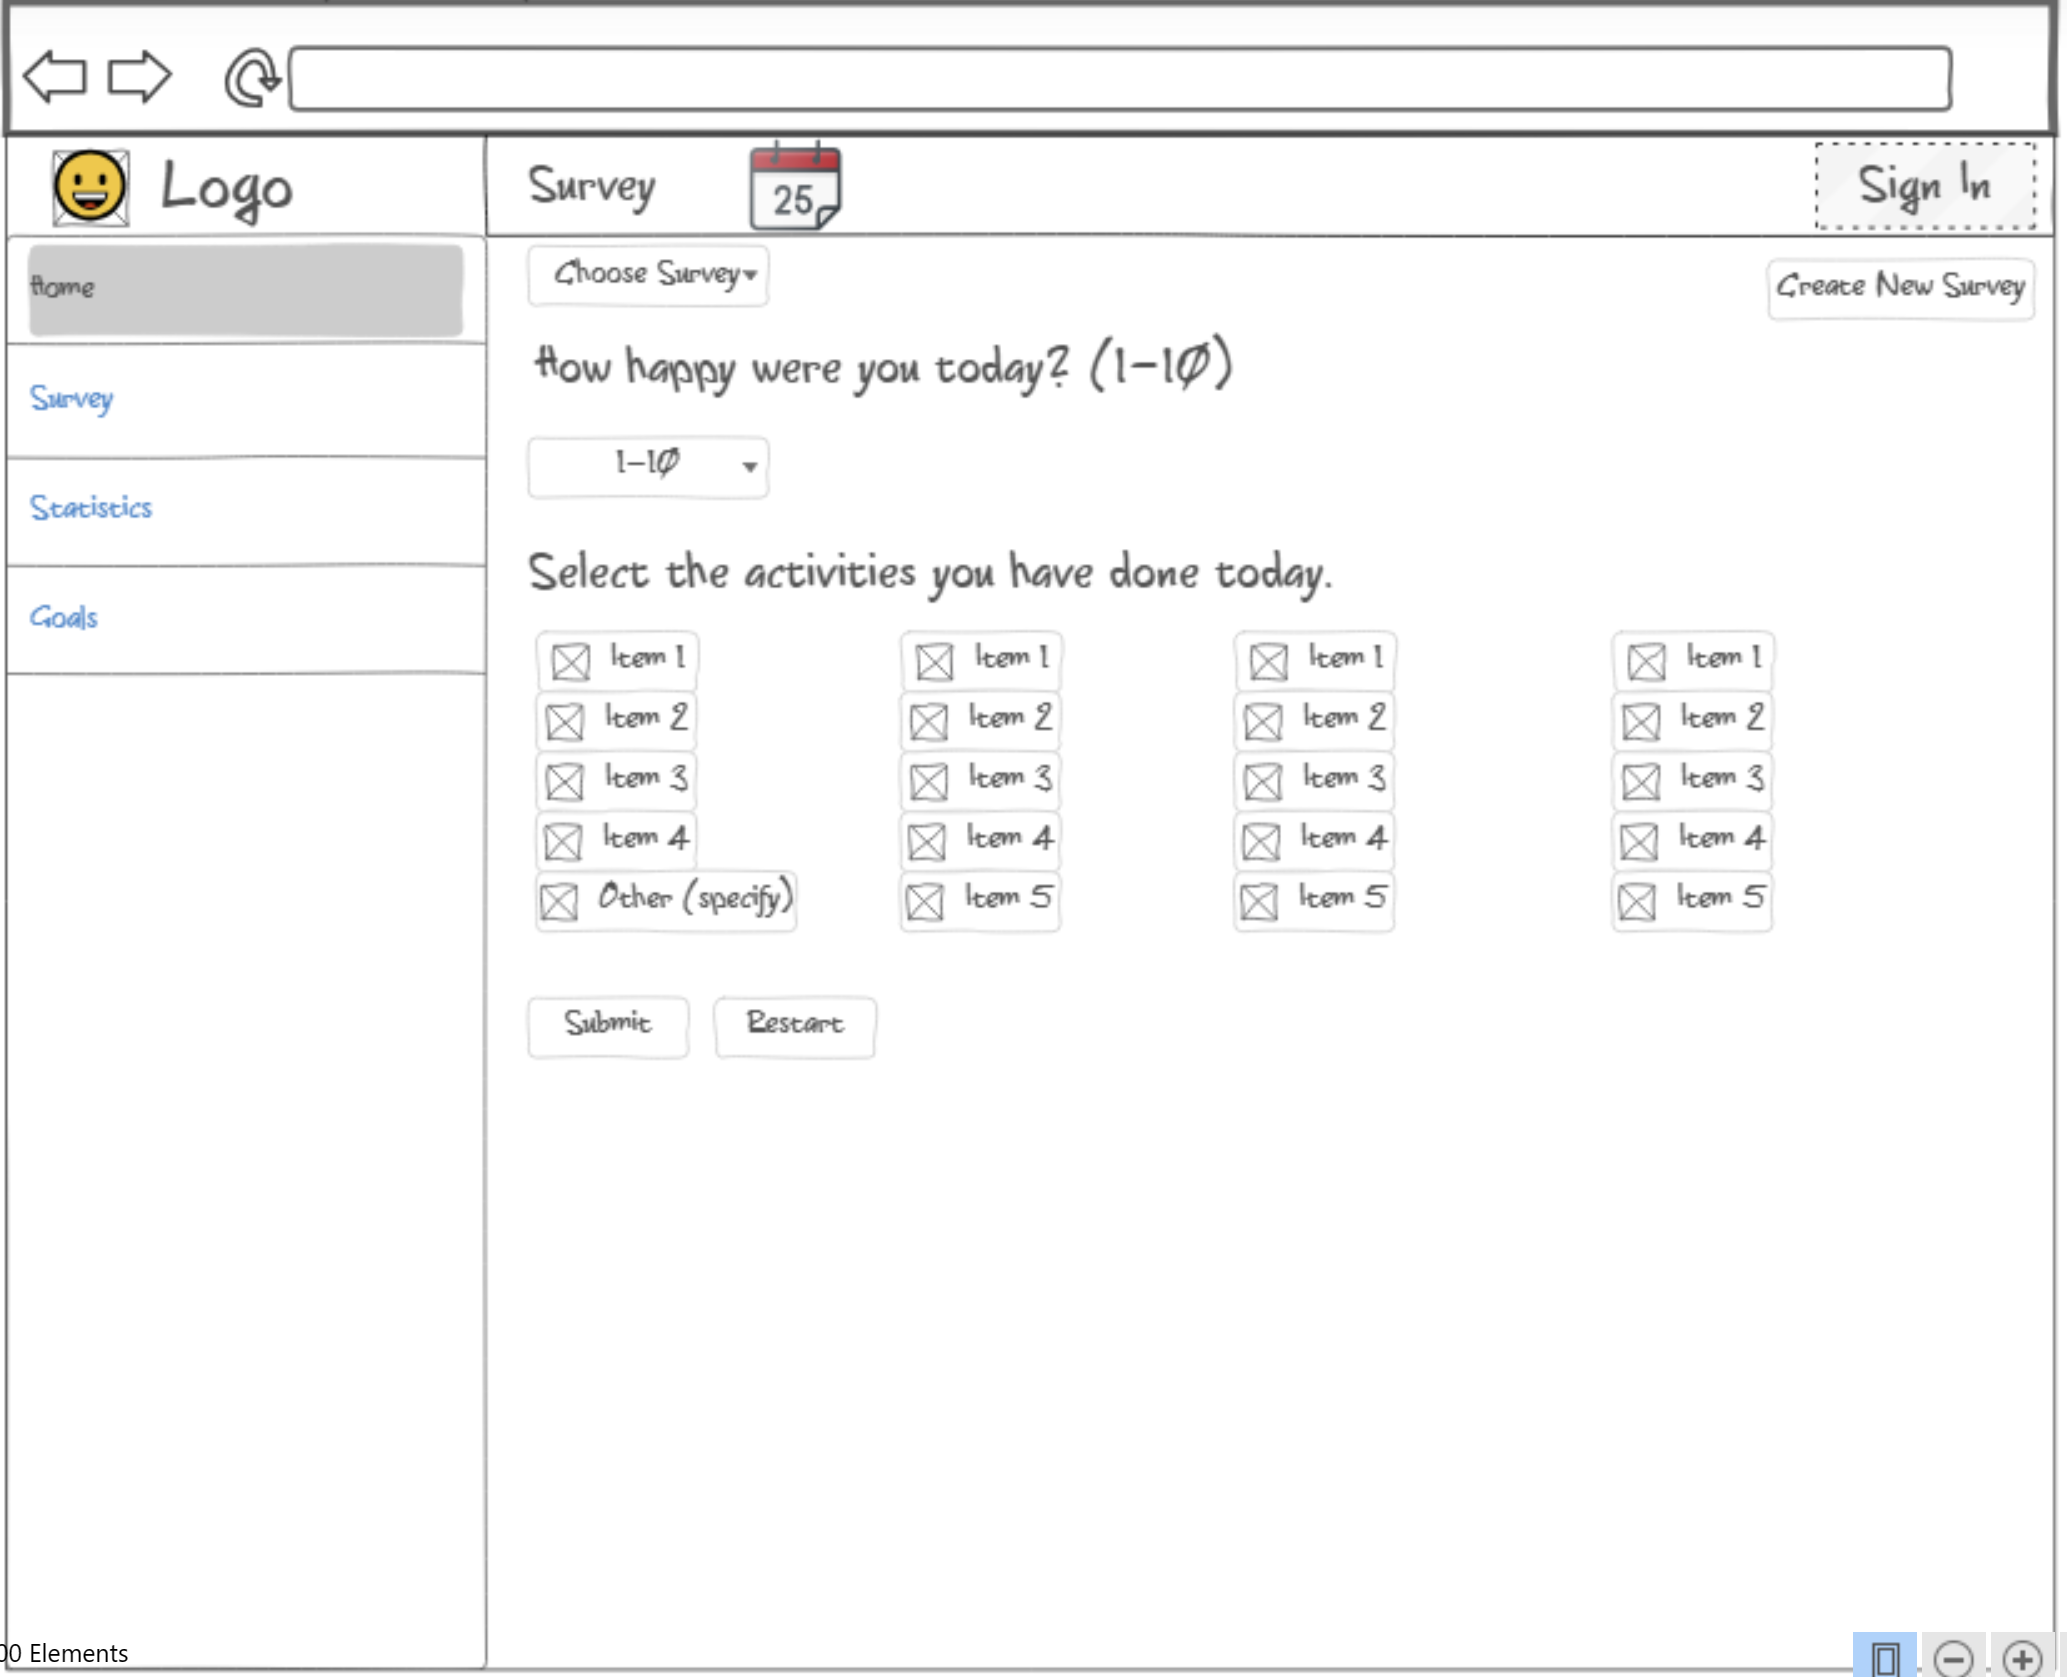 Logo
Survey
25
Sign In
Home
Survey
Statistics
Goals
Choose Survey
Create New Survey
How happy were you today? (1-10)
1-10
Select the activities you have done today.
Item 1 Item 1 Item 1 Item 1
Item 2 Item 2 Item 2 Item 2
Item 3 Item 3 Item 3 Item 3
Item 4 Item 4 Item 4 Item 4
Other (specify) Item 5 Item 5 Item 5
Submit Restart
00 Elements